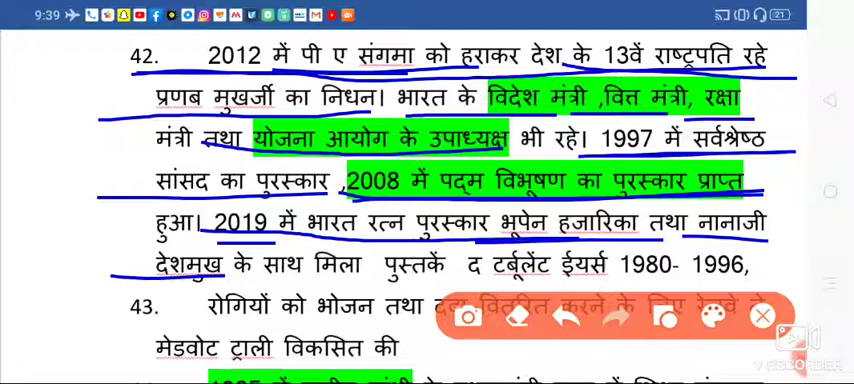 9:39
21
42. 2012 में पी ए संगमा को हराकर देश के 13वें राष्ट्रपति रहे
प्रणब मुखर्जी का निधन। भारत के विदेश मंत्री ,वित्त मंत्री, रक्षा
मंत्री तथा योजना आयोग के उपाध्यक्ष भी रहे। 1997 में सर्वश्रेष्ठ
सांसद का पुरस्कार ,2008 में पद्म विभूषण का पुरस्कार प्राप्त
हुआ। 2019 में भारत रत्न पुरस्कार भूपेन हजारिका तथा नानाजी
देशमुख के साथ मिला पुस्तकें द टर्बूलेंट ईयर्स 1980- 1996,
43. रोगियों को भोजन तथा
मेडवोट ट्राली विकसित की